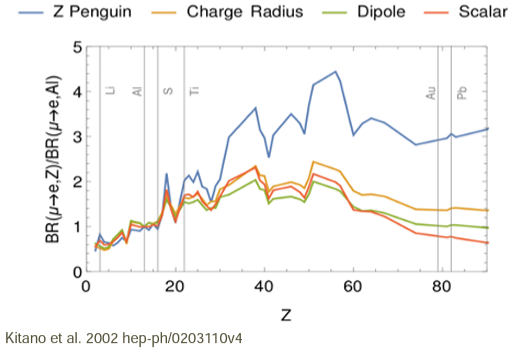 Z Penguin Charge Radius Dipole Scalar
BR(μ→e,Z)/BR(μ→e,Al)
5
4
3
2
1
0
Li
Al
S
Ti
Au
Pb
0 20 40 60 80
Z
Kitano et al. 2002 hep-ph/0203110v4